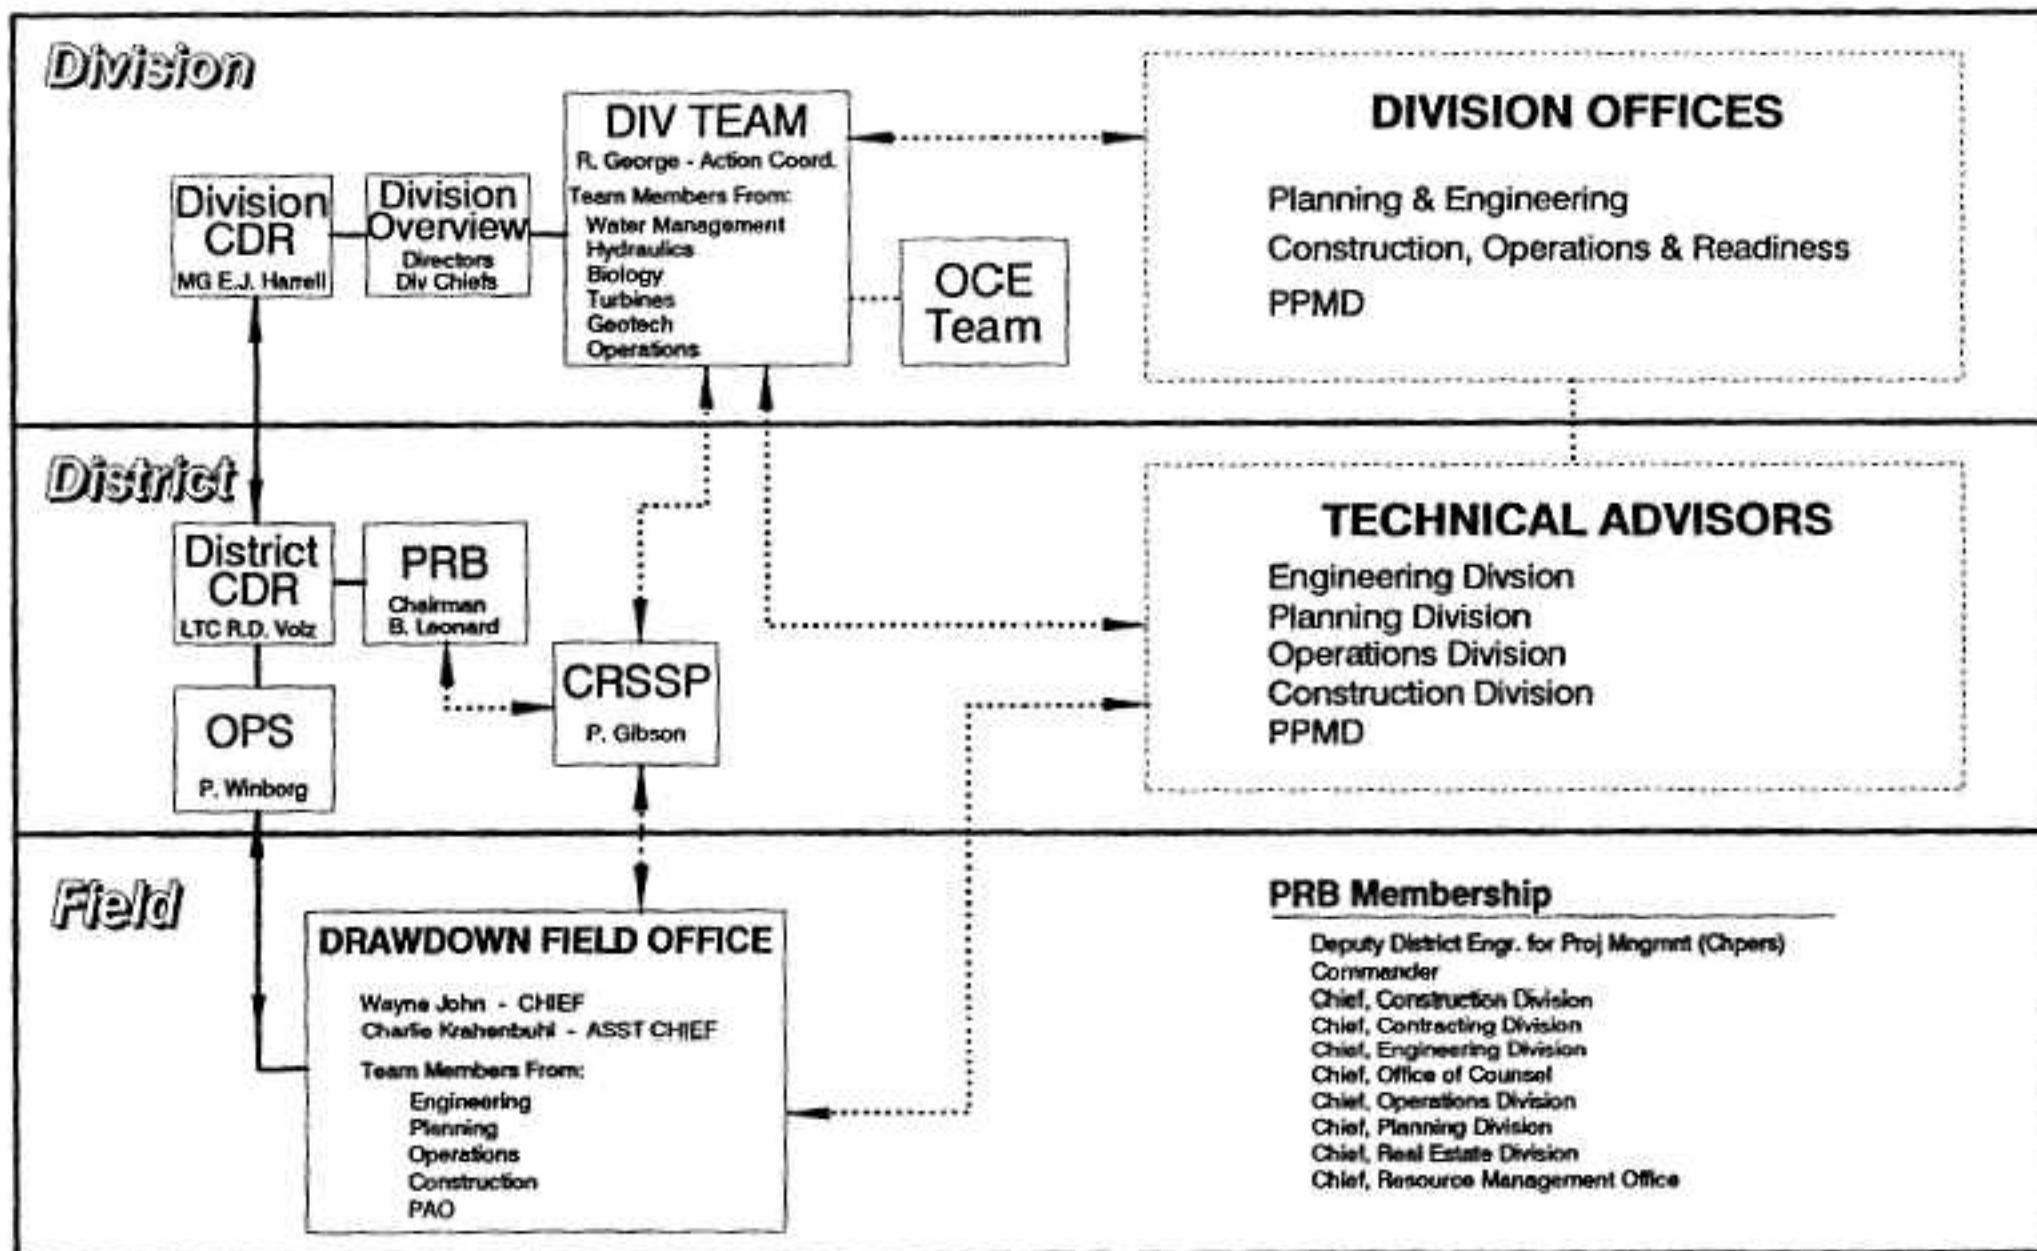 Division
Division
CDR
MG E.J. Harrell
Division
Overview
Directors
Div Chiefs
DIV TEAM
R. George - Action Coord.
Team Members From:
Water Management
Hydraulics
Biology
Turbines
Geotech
Operations
OCE
Team
DIVISION OFFICES
Planning & Engineering
Construction, Operations & Readiness
PPMD
District
District
CDR
LTC R.D. Volz
PRB
Chairman
B. Leonard
OPS
P. Winborg
CRSSP
P. Gibson
TECHNICAL ADVISORS
Engineering Divsion
Planning Division
Operations Division
Construction Division
PPMD
Field
DRAWDOWN FIELD OFFICE
Wayne John - CHIEF
Charlie Krahenbuhl - ASST CHIEF
Team Members From:
Engineering
Planning
Operations
Construction
PAO
PRB Membership
Deputy District Engr. for Proj Mngmnt (Chpers)
Commander
Chief, Construction Division
Chief, Contracting Division
Chief, Engineering Division
Chief, Office of Counsel
Chief, Operations Division
Chief, Planning Division
Chief, Real Estate Division
Chief, Resource Management Office